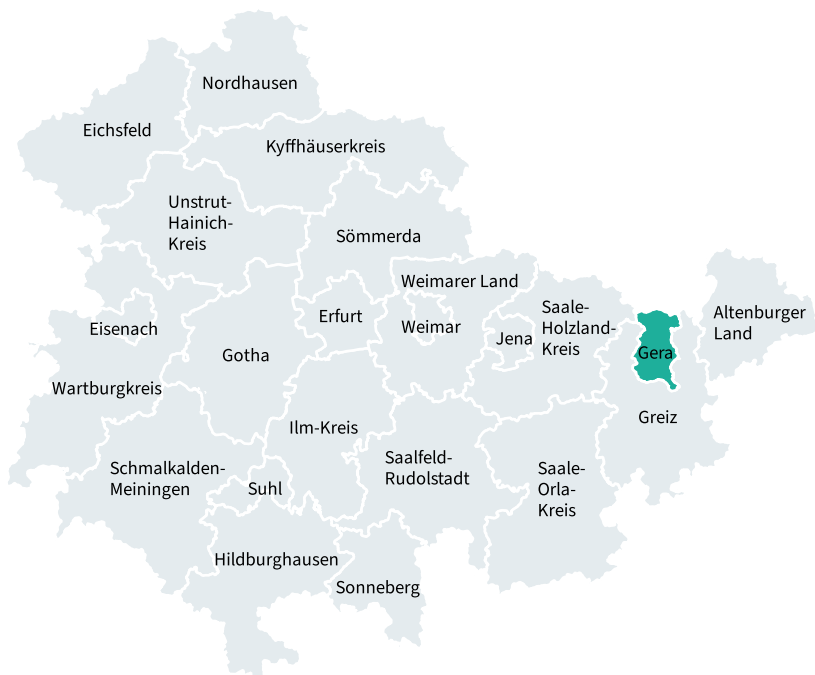 Nordhausen
Eichsfeld
Kyffhäuserkreis
Unstrut-
Hainich-
Kreis
Sömmerda
Weimarer Land
Saale-
Holzland-
Kreis
Altenburger
Land
Eisenach
Erfurt
Weimar
Jena
Gera
Gotha
Wartburgkreis
Greiz
Ilm-Kreis
Saalfeld-
Rudolstadt
Schmalkalden-
Meiningen
Suhl
Saale-
Orla-
Kreis
Hildburghausen
Sonneberg